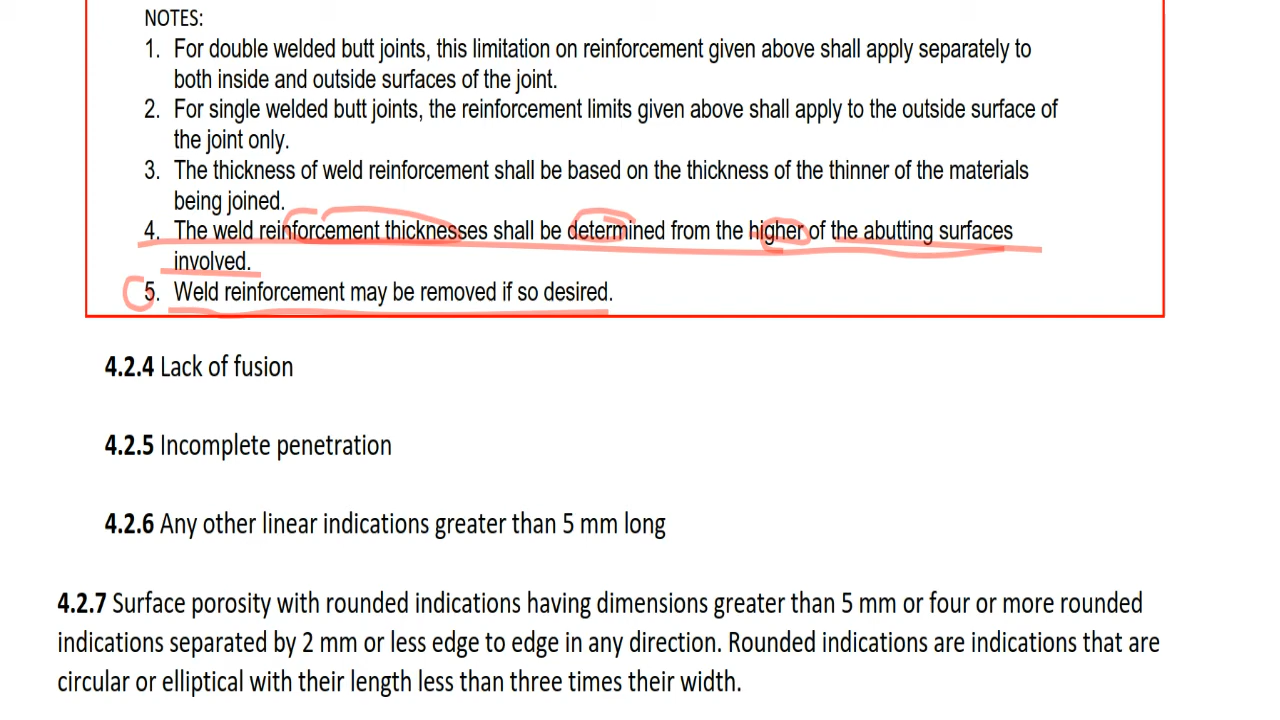 NOTES:
1. For double welded butt joints, this limitation on reinforcement given above shall apply separately to
both inside and outside surfaces of the joint.
2. For single welded butt joints, the reinforcement limits given above shall apply to the outside surface of
the joint only.
3. The thickness of weld reinforcement shall be based on the thickness of the thinner of the materials
being joined.
4. The weld reinforcement thicknesses shall be determined from the higher of the abutting surfaces
involved.
5. Weld reinforcement may be removed if so desired.
4.2.4 Lack of fusion
4.2.5 Incomplete penetration
4.2.6 Any other linear indications greater than 5 mm long
4.2.7 Surface porosity with rounded indications having dimensions greater than 5 mm or four or more rounded
indications separated by 2 mm or less edge to edge in any direction. Rounded indications are indications that are
circular or elliptical with their length less than three times their width.